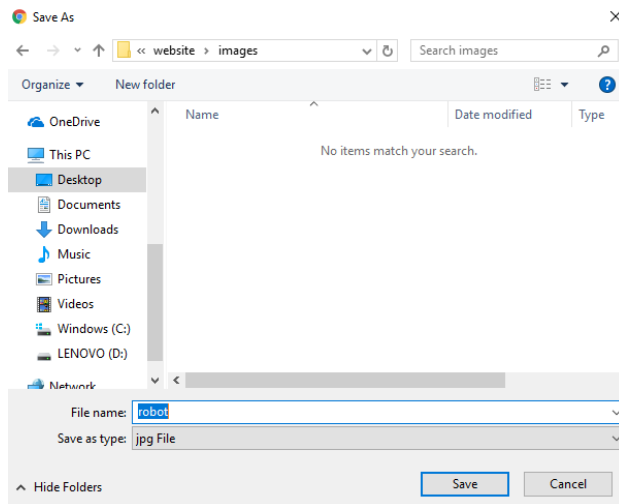 Save As
« website › images
Search images
Organize
New folder
Name
Date modified
Type
OneDrive
This PC
Desktop
Documents
Downloads
Music
Pictures
Videos
Windows (C:)
LENOVO (D:)
Network
No items match your search.
File name: robot
Save as type: jpg File
Hide Folders
Save
Cancel